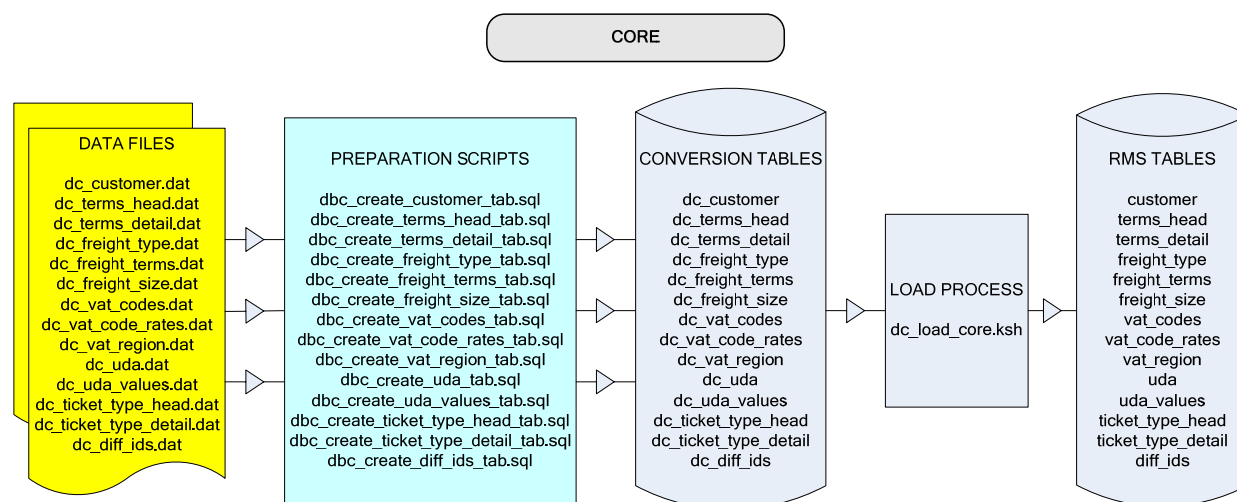 CORE
DATA FILES
dc_customer.dat
dc_terms_head.dat
dc_terms_detail.dat
dc_freight_type.dat
dc_freight_terms.dat
dc_freight_size.dat
dc_vat_codes.dat
dc_vat_code_rates.dat
dc_vat_region.dat
dc_uda.dat
dc_uda_values.dat
dc_ticket_type_head.dat
dc_ticket_type_detail.dat
dc_diff_ids.dat
PREPARATION SCRIPTS
dbc_create_customer_tab.sql
dbc_create_terms_head_tab.sql
dbc_create_terms_detail_tab.sql
dbc_create_freight_type_tab.sql
dbc_create_freight_terms_tab.sql
dbc_create_freight_size_tab.sql
dbc_create_vat_codes_tab.sql
dbc_create_vat_code_rates_tab.sql
dbc_create_vat_region_tab.sql
dbc_create_uda_tab.sql
dbc_create_uda_values_tab.sql
dbc_create_ticket_type_head_tab.sql
dbc_create_ticket_type_detail_tab.sql
dbc_create_diff_ids_tab.sql
CONVERSION TABLES
dc_customer
dc_terms_head
dc_terms_detail
dc_freight_type
dc_freight_terms
dc_freight_size
dc_vat_codes
dc_vat_code_rates
dc_vat_region
dc_uda
dc_uda_values
dc_ticket_type_head
dc_ticket_type_detail
dc_diff_ids
LOAD PROCESS
dc_load_core.ksh
RMS TABLES
customer
terms_head
terms_detail
freight_type
freight_terms
freight_size
vat_codes
vat_code_rates
vat_region
uda
uda_values
ticket_type_head
ticket_type_detail
diff_ids